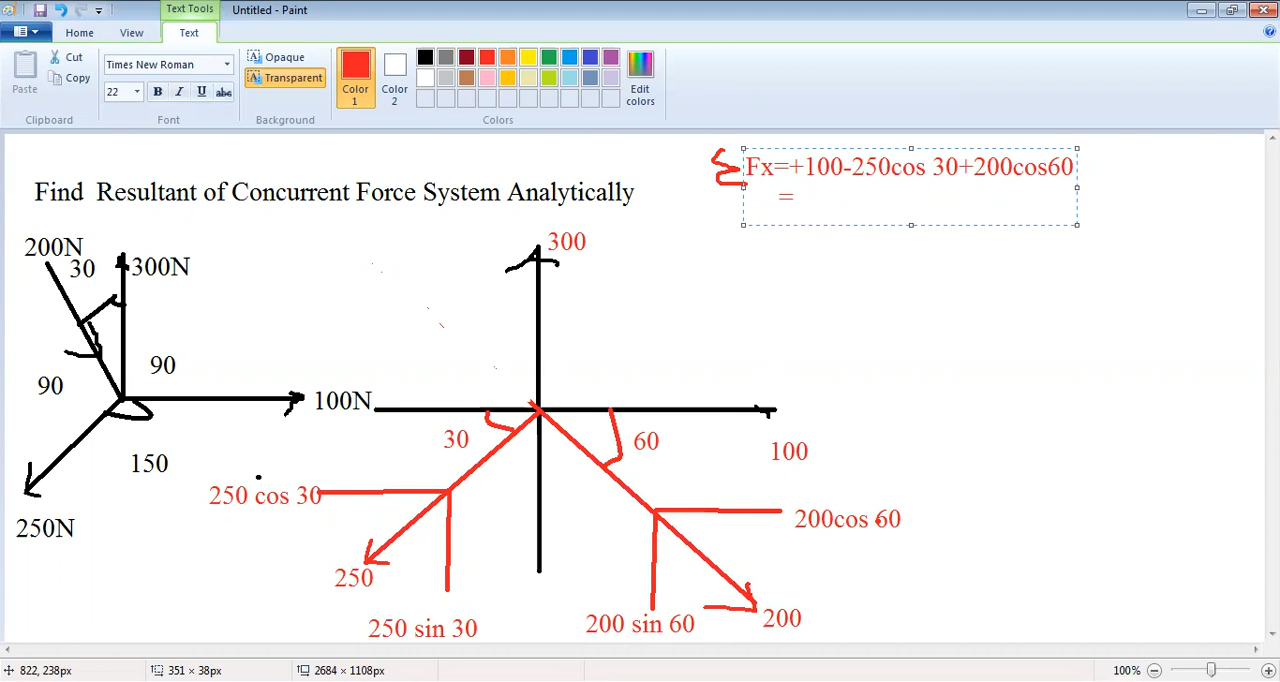 Text Tools
Untitled - Paint
Home
View
Text
Paste
Cut
Copy
Clipboard
Times New Roman
22
B
I
U
abc
Font
Opaque
Transparent
Background
Color
1
Color
2
Edit
colors
Colors
Find Resultant of Concurrent Force System Analytically
Σ Fx=+100-250cos 30+200cos60
=
200N
30
300N
90
90
100N
150
250N
300
30
60
100
250 cos 30
200cos 60
250
250 sin 30
200 sin 60
200
822, 238px
351 × 38px
2684 × 1108px
100%